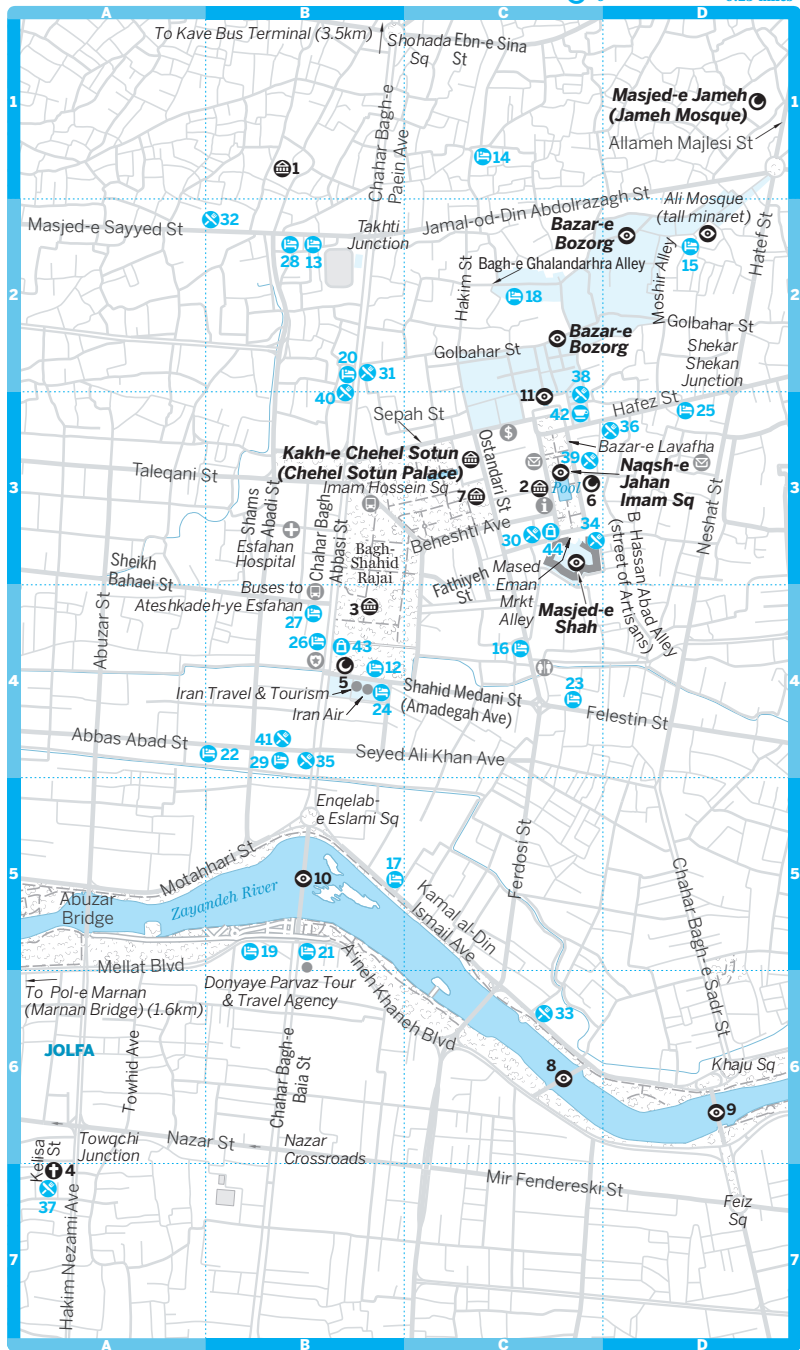 A
B
C
D
To Kave Bus Terminal (3.5km)
Shohada
Sq
Ebn-e Sina
St
1
1
Masjed-e Jameh
(Jameh Mosque)
Allameh Majlesi St
Chahar Bagh-e
Paein Ave
14
1
Masjed-e Sayyed St
32
Takhti
Junction
Jamal-od-Din Abdolrazagh St
Ali Mosque
(tall minaret)
Bazar-e
Bozorg
15
Hatef St
28
13
Bagh-e Ghalandarhra Alley
Hakim St
Moshir Alley
2
2
18
Golbahar St
Bazar-e
Bozorg
Golbahar St
Shekar
Shekan
Junction
20
31
40
38
11
42
Hafez St
25
36
Sepah St
Bazar-e Lavafha
Kakh-e Chehel Sotun
(Chehel Sotun Palace)
Ostandari St
39
Naqsh-e
Jahan
Imam Sq
Taleqani St
Imam Hossein Sq
7
2
Pool
6
3
3
Shams
Abadi St
Chahar Bagh
Abbasi St
Esfahan
Hospital
Beheshti Ave
30
44
34
Neshat St
B Hassan Abad Alley
(street of Artisans)
Bagh-
Shahid
Rajai
Sheikh
Bahaei St
Buses to
Ateshkadeh-ye Esfahan
Fathiyeh
St
Mased
Eman
Mrkt
Alley
Masjed-e
Shah
Abuzar St
27
3
26
43
16
5
12
4
4
Iran Travel & Tourism
Iran Air
24
Shahid Medani St
(Amadegah Ave)
23
Felestin St
Abbas Abad St
41
22
29
35
Seyed Ali Khan Ave
Enqelab-
e Eslami Sq
Ferdosi St
Motahhari St
5
5
10
17
Abuzar
Bridge
Zayandeh River
Kamal al-Din
Ismail Ave
Chahar Bagh-e Sadr St
19
21
Mellat Blvd
Donyaye Parvaz Tour
& Travel Agency
A'ineh Khaneh Blvd
To Pol-e Marnan
(Marnan Bridge) (1.6km)
33
JOLFA
Towhid Ave
Chahar Bagh-e
Baia St
6
6
8
Khaju Sq
9
Kelisa
St
Towqchi
Junction
Nazar St
Nazar
Crossroads
4
37
Mir Fendereski St
Feiz
Sq
Hakim Nezami Ave
7
7
A
B
C
D